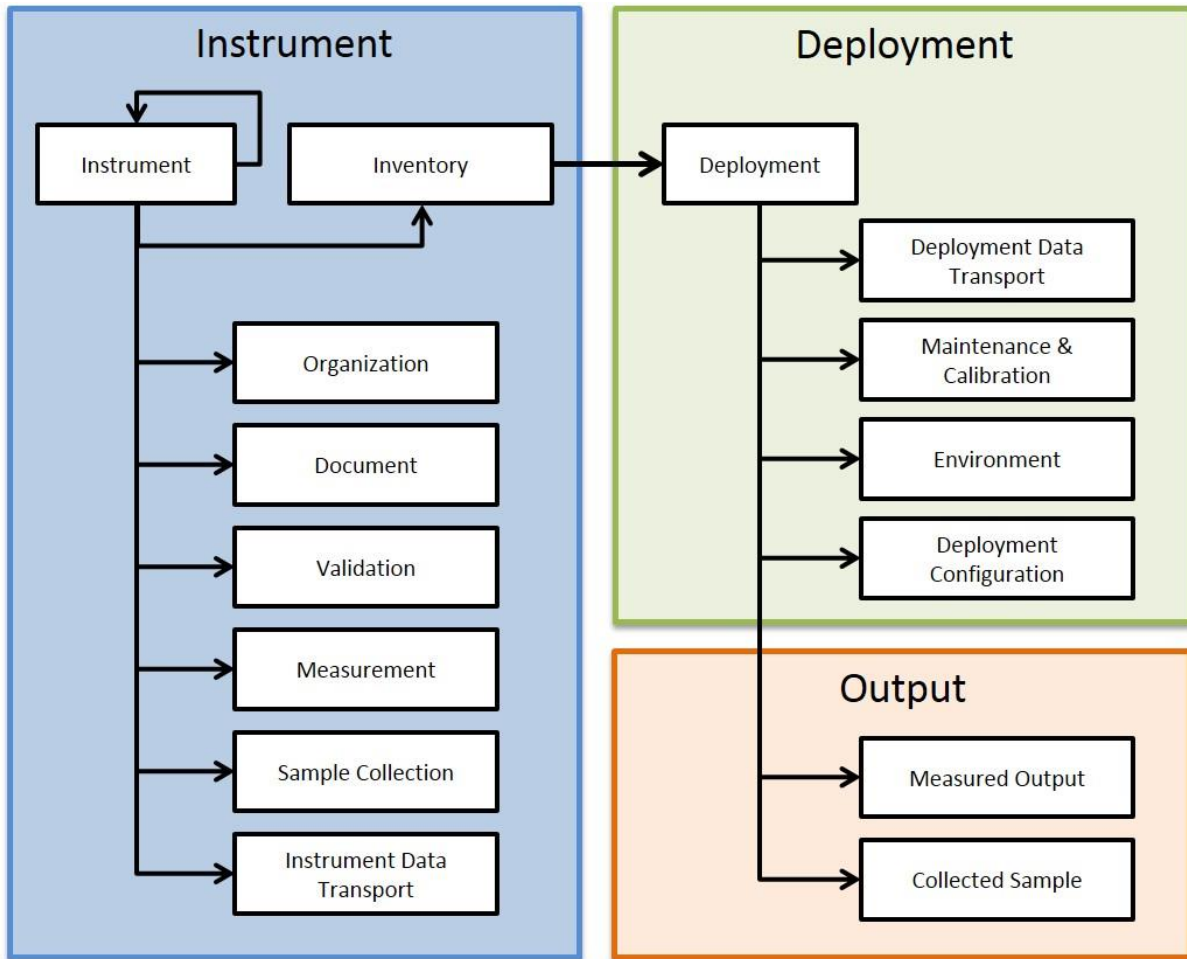 Instrument
Instrument
Inventory
Organization
Document
Validation
Measurement
Sample Collection
Instrument Data
Transport
Deployment
Deployment
Deployment Data
Transport
Maintenance &
Calibration
Environment
Deployment
Configuration
Output
Measured Output
Collected Sample